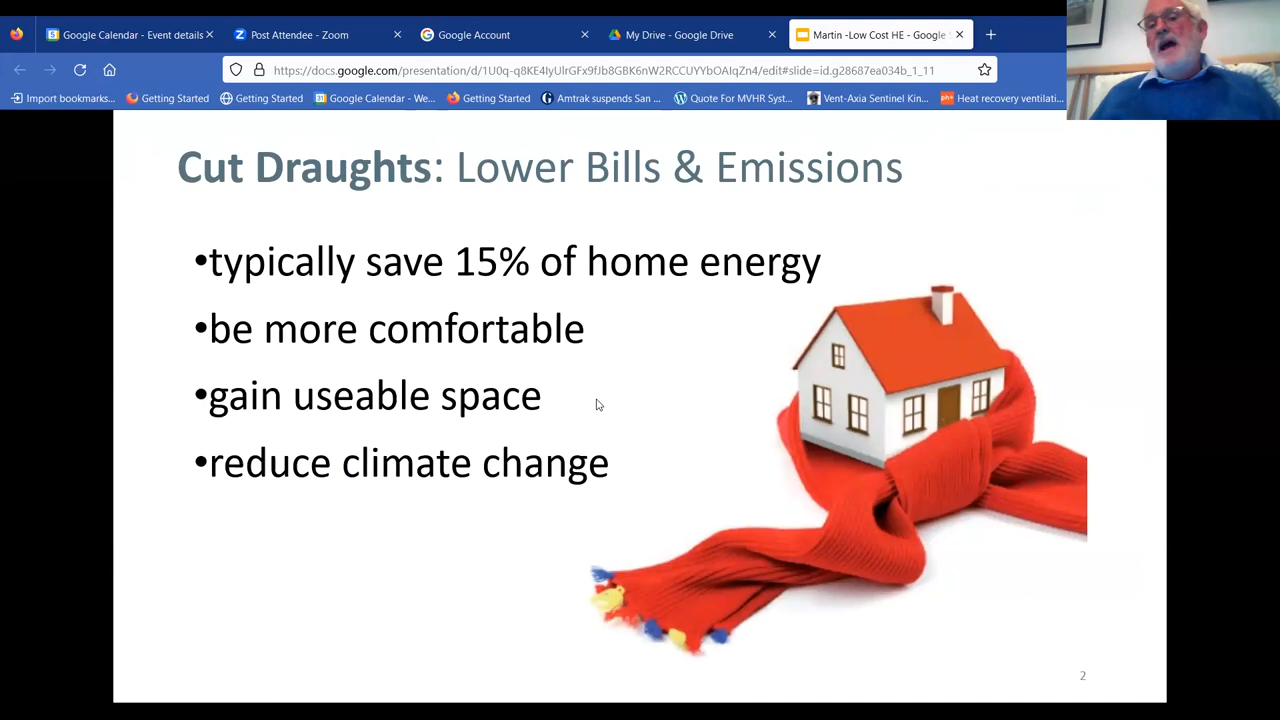 Google Calendar - Event details
Post Attendee - Zoom
Google Account
My Drive - Google Drive
Martin -Low Cost HE - Google
https://docs.google.com/presentation/d/
/edit#slide=id.g28687ea034b_1_11
Import bookmarks...
Getting Started
Getting Started
Google Calendar - We...
Getting Started
Amtrak suspends San ...
Quote For MVHR Syst...
Vent-Axia Sentinel Kin...
Heat recovery ventilati...
Cut Draughts: Lower Bills & Emissions
•typically save 15% of home energy
•be more comfortable
•gain useable space
•reduce climate change
2